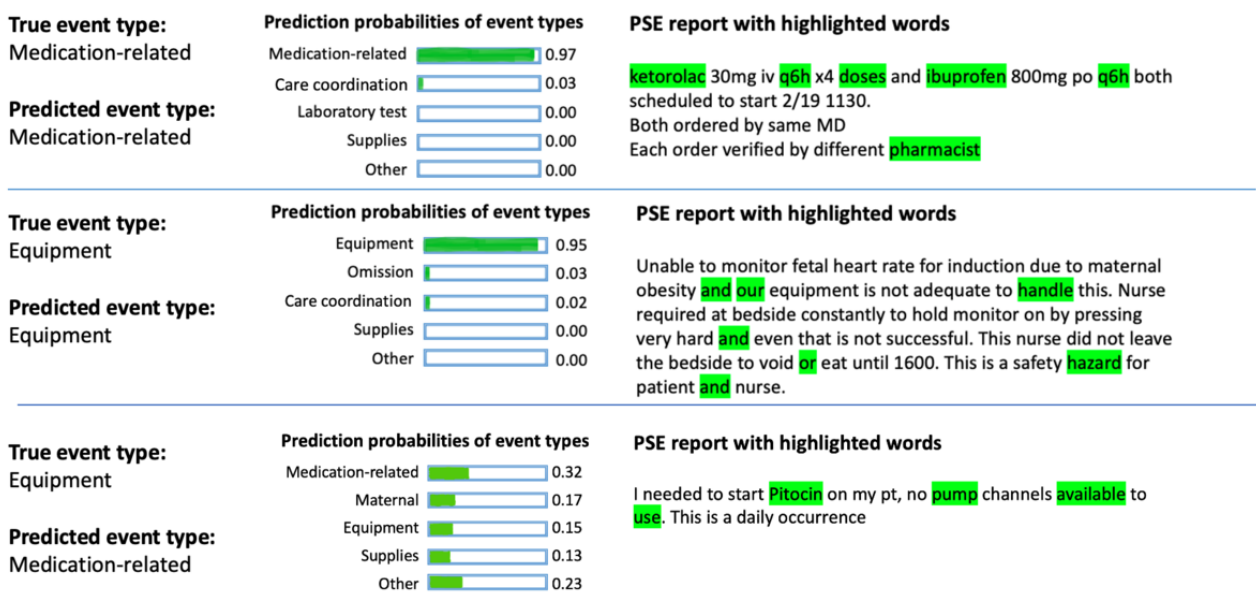 True event type:
Medication-related
Predicted event type:
Medication-related
Prediction probabilities of event types
Medication-related 0.97
Care coordination 0.03
Laboratory test 0.00
Supplies 0.00
Other 0.00
PSE report with highlighted words
ketorolac 30mg iv q6h x4 doses and ibuprofen 800mg po q6h both
scheduled to start 2/19 1130.
Both ordered by same MD
Each order verified by different pharmacist
True event type:
Equipment
Predicted event type:
Equipment
Prediction probabilities of event types
Equipment 0.95
Omission 0.03
Care coordination 0.02
Supplies 0.00
Other 0.00
PSE report with highlighted words
Unable to monitor fetal heart rate for induction due to maternal
obesity and our equipment is not adequate to handle this. Nurse
required at bedside constantly to hold monitor on by pressing
very hard and even that is not successful. This nurse did not leave
the bedside to void or eat until 1600. This is a safety hazard for
patient and nurse.
True event type:
Equipment
Predicted event type:
Medication-related
Prediction probabilities of event types
Medication-related 0.32
Maternal 0.17
Equipment 0.15
Supplies 0.13
Other 0.23
PSE report with highlighted words
I needed to start Pitocin on my pt, no pump channels available to
use. This is a daily occurrence